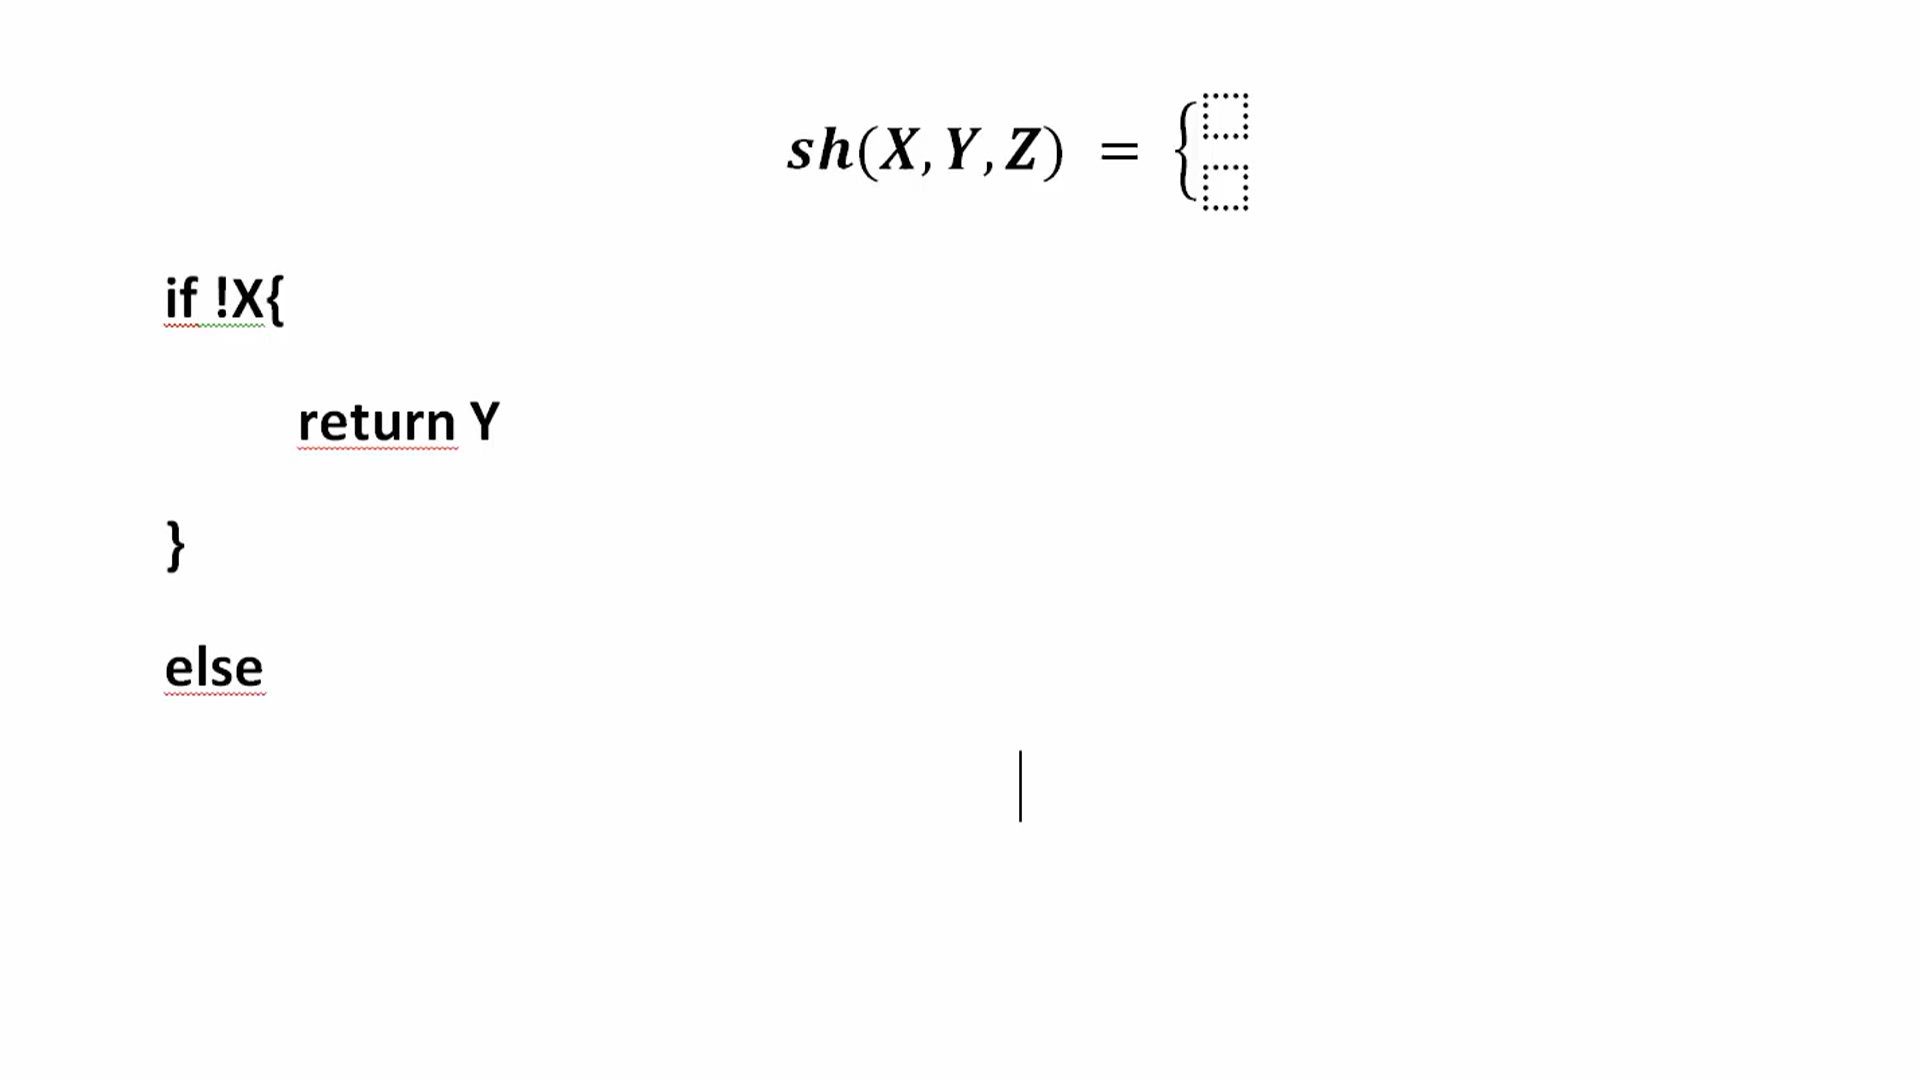 sh(X, Y, Z) = {
if !X{
return Y
}
else